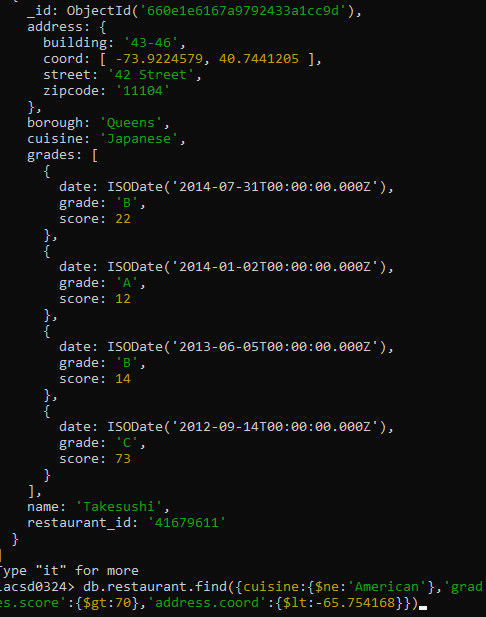 {
_id: ObjectId('660e1e6167a9792433a1cc9d'),
address: {
building: '43-46',
coord: [ -73.9224579, 40.7441205 ],
street: '42 Street',
zipcode: '11104'
},
borough: 'Queens',
cuisine: 'Japanese',
grades: [
{
date: ISODate('2014-07-31T00:00:00.000Z'),
grade: 'B',
score: 22
},
{
date: ISODate('2014-01-02T00:00:00.000Z'),
grade: 'A',
score: 12
},
{
date: ISODate('2013-06-05T00:00:00.000Z'),
grade: 'B',
score: 14
},
{
date: ISODate('2012-09-14T00:00:00.000Z'),
grade: 'C',
score: 73
}
],
name: 'Takesushi',
restaurant_id: '41679611'
}
]
Type "it" for more
iacsd0324> db.restaurant.find({cuisine:{$ne:'American'},'grad
es.score':{$gt:70},'address.coord':{$lt:-65.754168}})